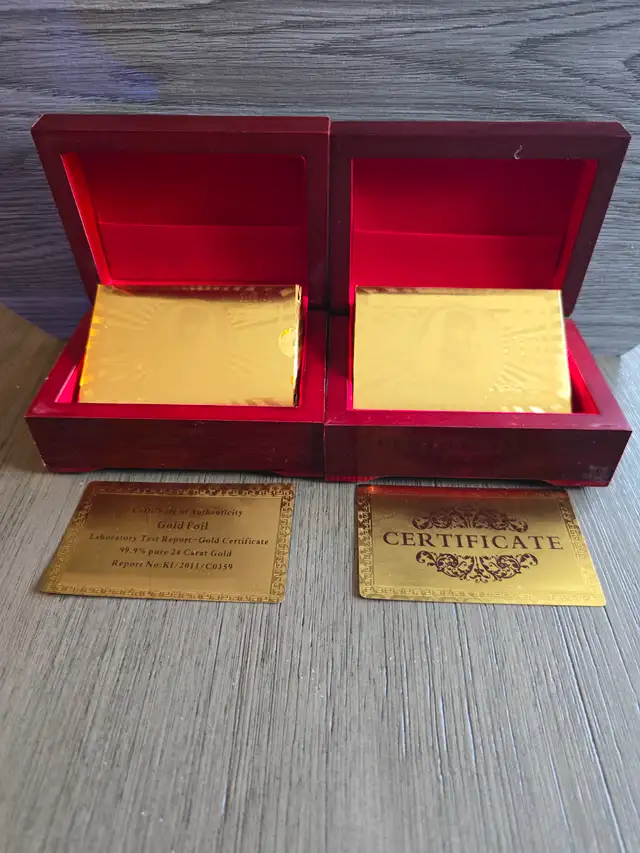 Certificate of Authenticity
Gold Foil
Laboratory Test Report-Gold Certificate
99.9% pure 24 Carat Gold
Report No:KI/2011/C0359
CERTIFICATE